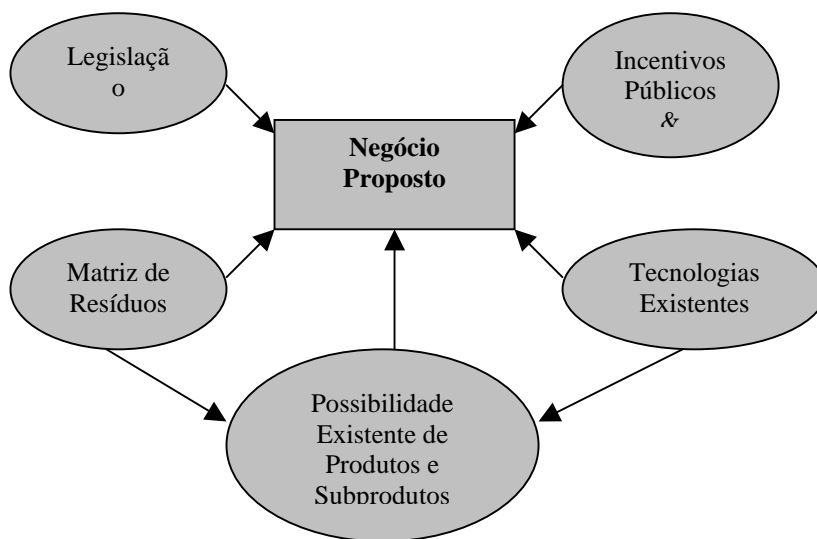 Legislaçã
o
Incentivos
Públicos
&
Negócio
Proposto
Matriz de
Resíduos
Tecnologias
Existentes
Possibilidade
Existente de
Produtos e
Subprodutos